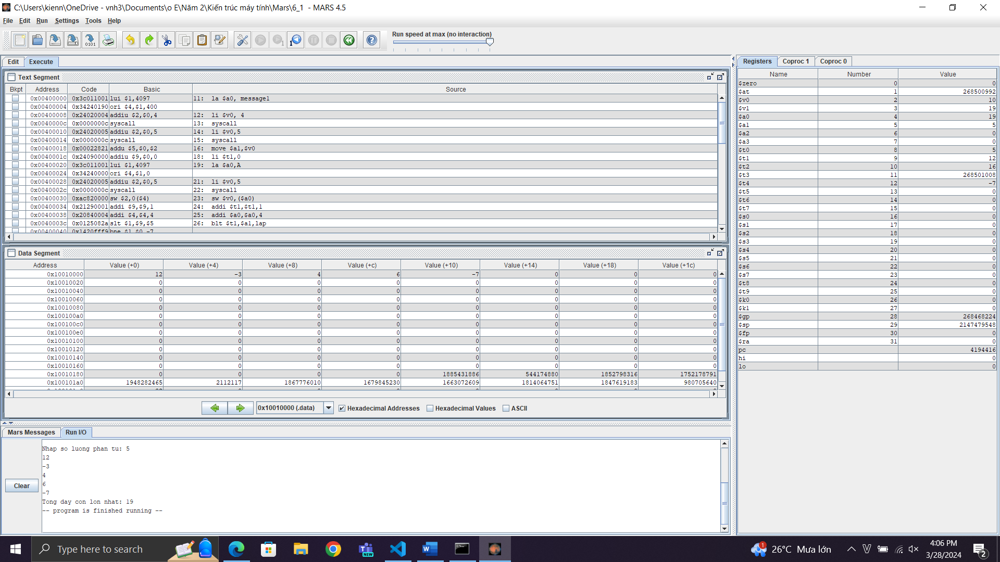 C:\Users\kienn\OneDrive - vnh3\Documents\o E\Năm 2\Kiến trúc máy tính\Mars\6_1 - MARS 4.5
File Edit Run Settings Tools Help
Run speed at max (no interaction)
Edit Execute
Text Segment
Bkpt Address Code Basic Source
0x00400000 0x3c011001 lui $1,4097 11: la $a0, message1
0x00400004 0x34240190 ori $4,$1,400
0x00400008 0x24020004 addiu $2,$0,4 12: li $v0, 4
0x0040000c 0x0000000c syscall 13: syscall
0x00400010 0x24020005 addiu $2,$0,5 14: li $v0,5
0x00400014 0x0000000c syscall 15: syscall
0x00400018 0x00022821 addu $5,$0,$2 16: move $a1,$v0
0x0040001c 0x24090000 addiu $9,$0,0 18: li $t1,0
0x00400020 0x3c011001 lui $1,4097 19: la $a0,A
0x00400024 0x34240000 ori $4,$1,0
0x00400028 0x24020005 addiu $2,$0,5 21: li $v0,5
0x0040002c 0x0000000c syscall 22: syscall
0x00400030 0xac820000 sw $2,0($4) 23: sw $v0,($a0)
0x00400034 0x21290001 addi $9,$9,1 24: addi $t1,$t1,1
0x00400038 0x20840004 addi $4,$4,4 25: addi $a0,$a0,4
0x0040003c 0x0125082a slt $1,$9,$5 26: blt $t1,$a1,lap
0x00400040 0x1420fff9 bne $1,$0,-7
Data Segment
Address Value (+0) Value (+4) Value (+8) Value (+c) Value (+10) Value (+14) Value (+18) Value (+1c)
0x10010000 12 -3 4 6 -7 0 0 0
0x10010020 0 0 0 0 0 0 0 0
0x10010040 0 0 0 0 0 0 0 0
0x10010060 0 0 0 0 0 0 0 0
0x10010080 0 0 0 0 0 0 0 0
0x100100a0 0 0 0 0 0 0 0 0
0x100100c0 0 0 0 0 0 0 0 0
0x100100e0 0 0 0 0 0 0 0 0
0x10010100 0 0 0 0 0 0 0 0
0x10010120 0 0 0 0 0 0 0 0
0x10010140 0 0 0 0 0 0 0 0
0x10010160 0 0 0 0 0 0 0 0
0x10010180 0 0 0 0 1885431886 544174880 1852798316 1752178791
0x100101a0 1948282465 2112117 1867776010 1679845230 1663072609 1814064751 1847619183 980705640
0x10010000 (.data) Hexadecimal Addresses Hexadecimal Values ASCII
Mars Messages Run I/O
Clear
Nhap so luong phan tu: 5
12
-3
4
6
-7
Tong day con lon nhat: 19
-- program is finished running --
Registers Coproc 1 Coproc 0
Name Number Value
$zero 0 0
$at 1 268500992
$v0 2 10
$v1 3 19
$a0 4 19
$a1 5 5
$a2 6 0
$a3 7 0
$t0 8 5
$t1 9 12
$t2 10 16
$t3 11 268501008
$t4 12 -7
$t5 13 0
$t6 14 0
$t7 15 0
$s0 16 0
$s1 17 0
$s2 18 0
$s3 19 0
$s4 20 0
$s5 21 0
$s6 22 0
$s7 23 0
$t8 24 0
$t9 25 0
$k0 26 0
$k1 27 0
$gp 28 268468224
$sp 29 2147479548
$fp 30 0
$ra 31 0
pc 4194416
hi 0
lo 0
Type here to search
26°C Mưa lớn
4:06 PM
3/28/2024